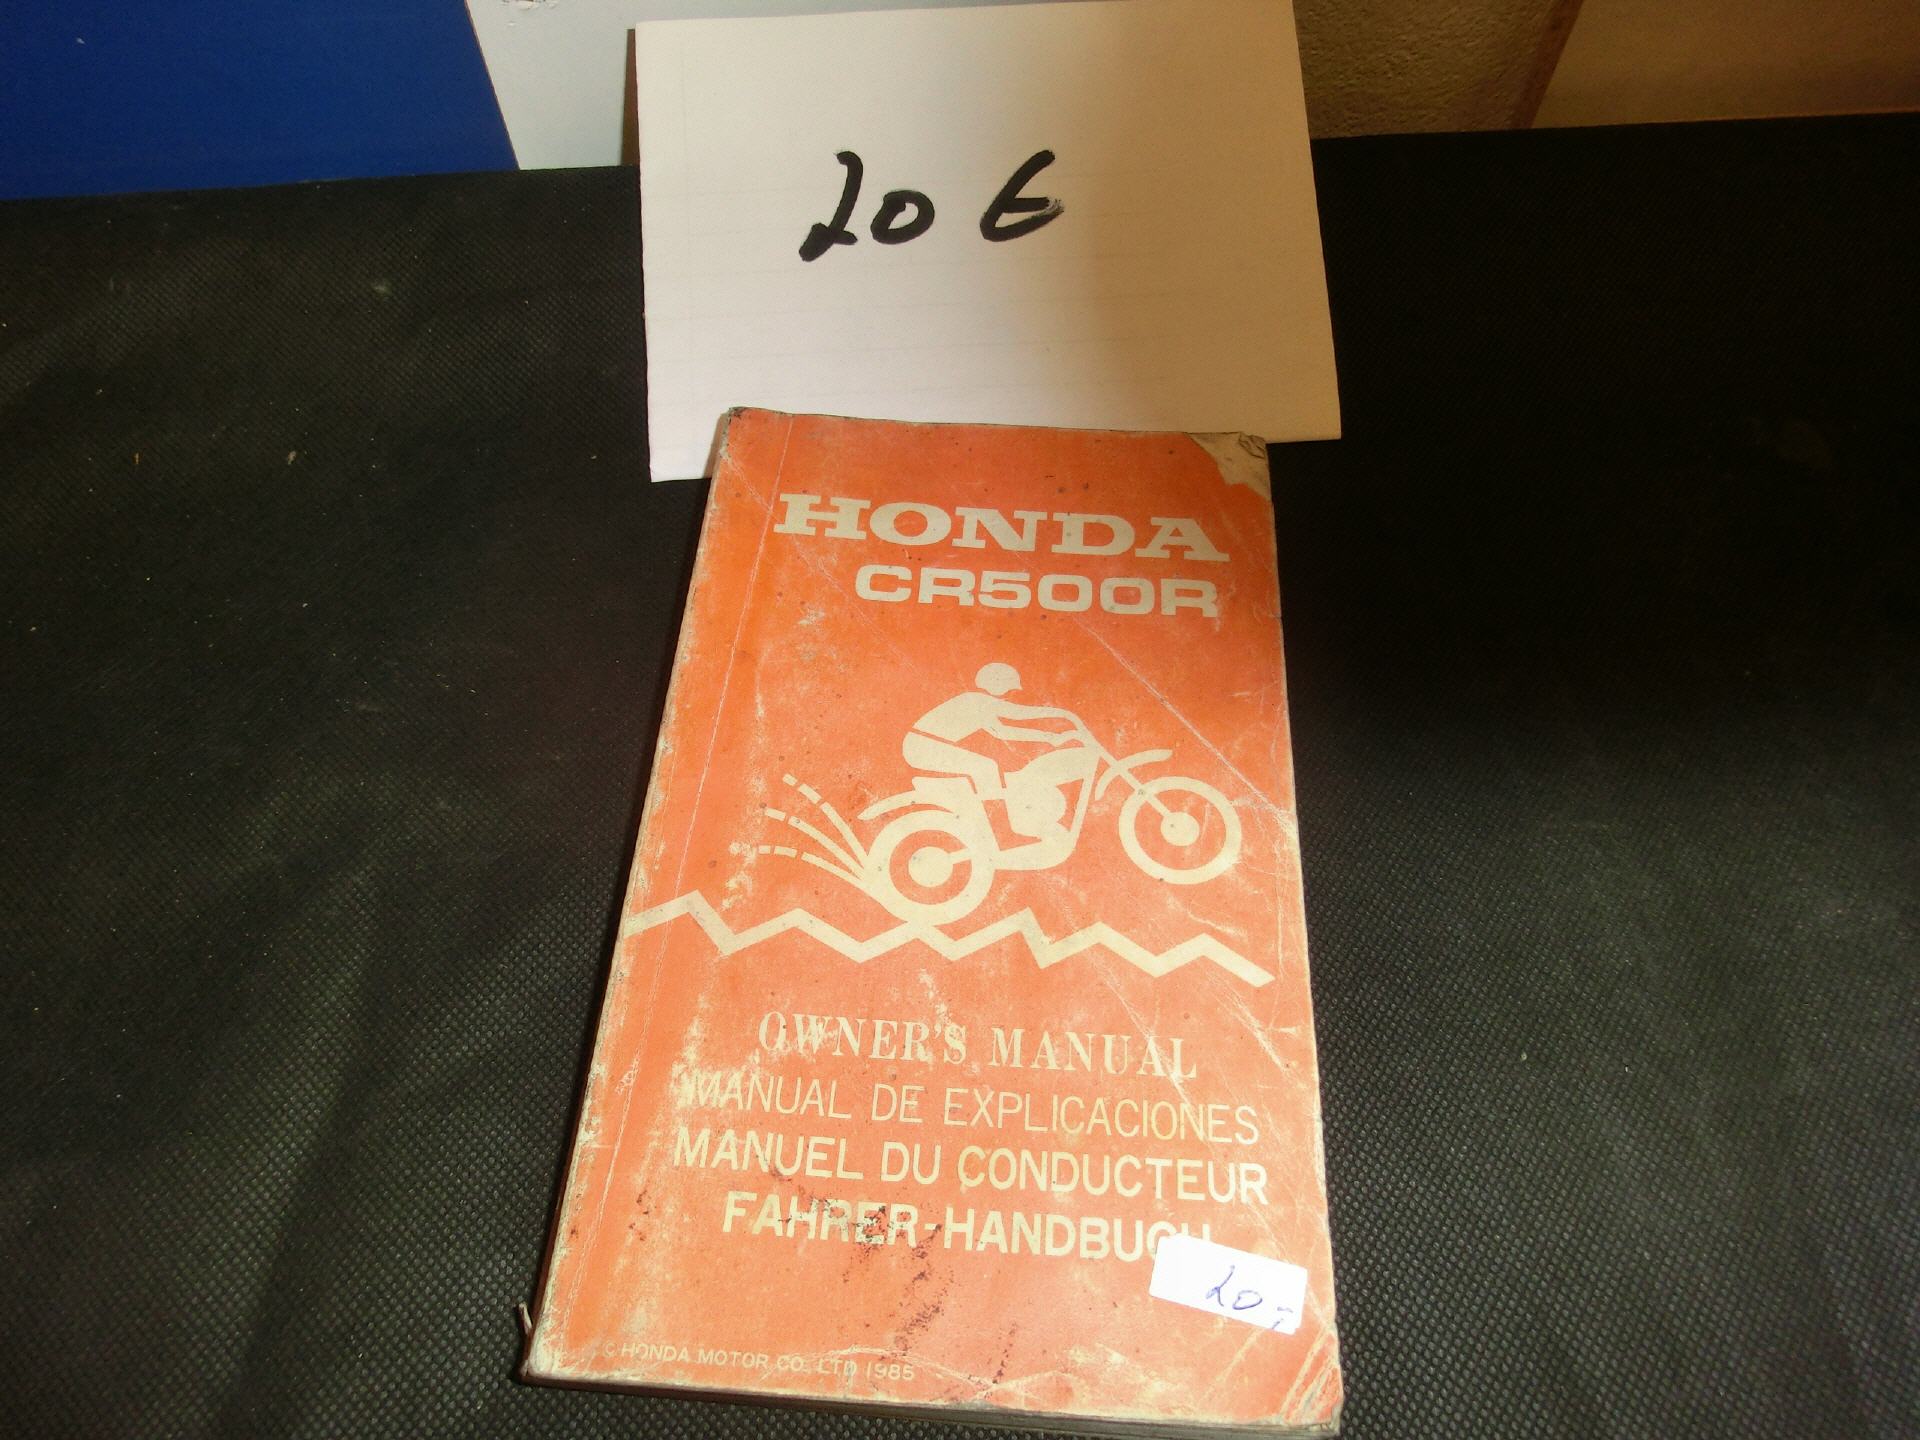 20 €
HONDA
CR500R
OWNER'S MANUAL
MANUAL DE EXPLICACIONES
MANUEL DU CONDUCTEUR
FAHRER-HANDBUCH
20,-
© HONDA MOTOR CO. LTD 1985